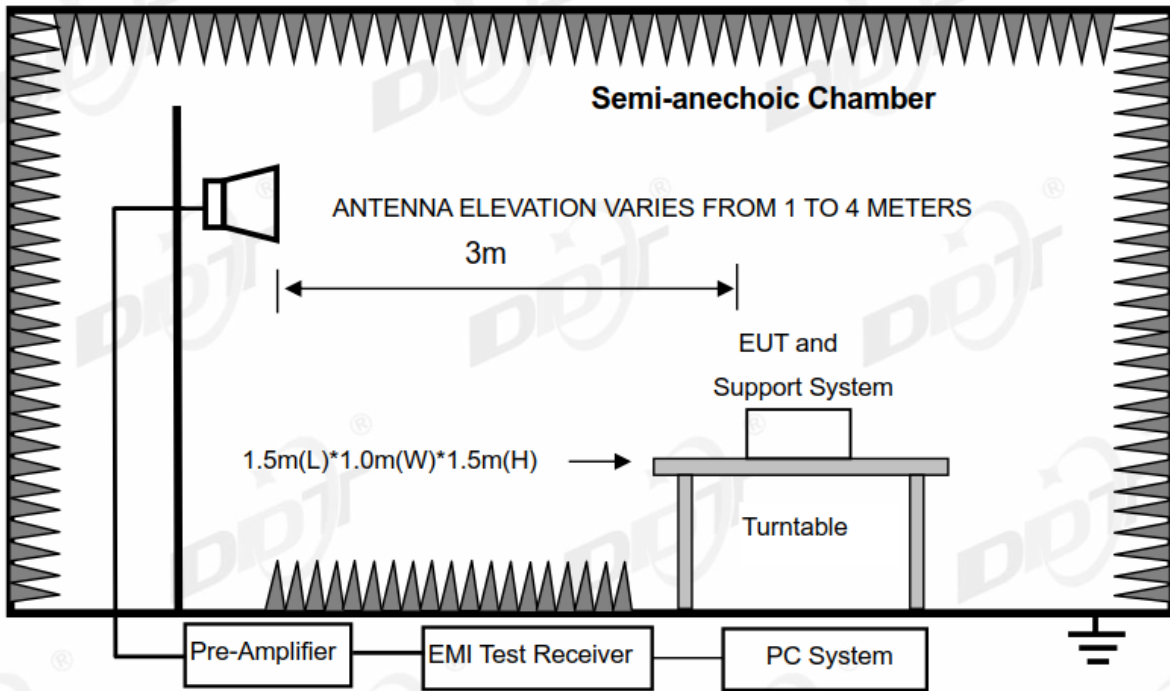 Semi-anechoic Chamber
ANTENNA ELEVATION VARIES FROM 1 TO 4 METERS
3m
EUT and
Support System
1.5m(L)*1.0m(W)*1.5m(H)
Turntable
Pre-Amplifier
EMI Test Receiver
PC System
DDT®